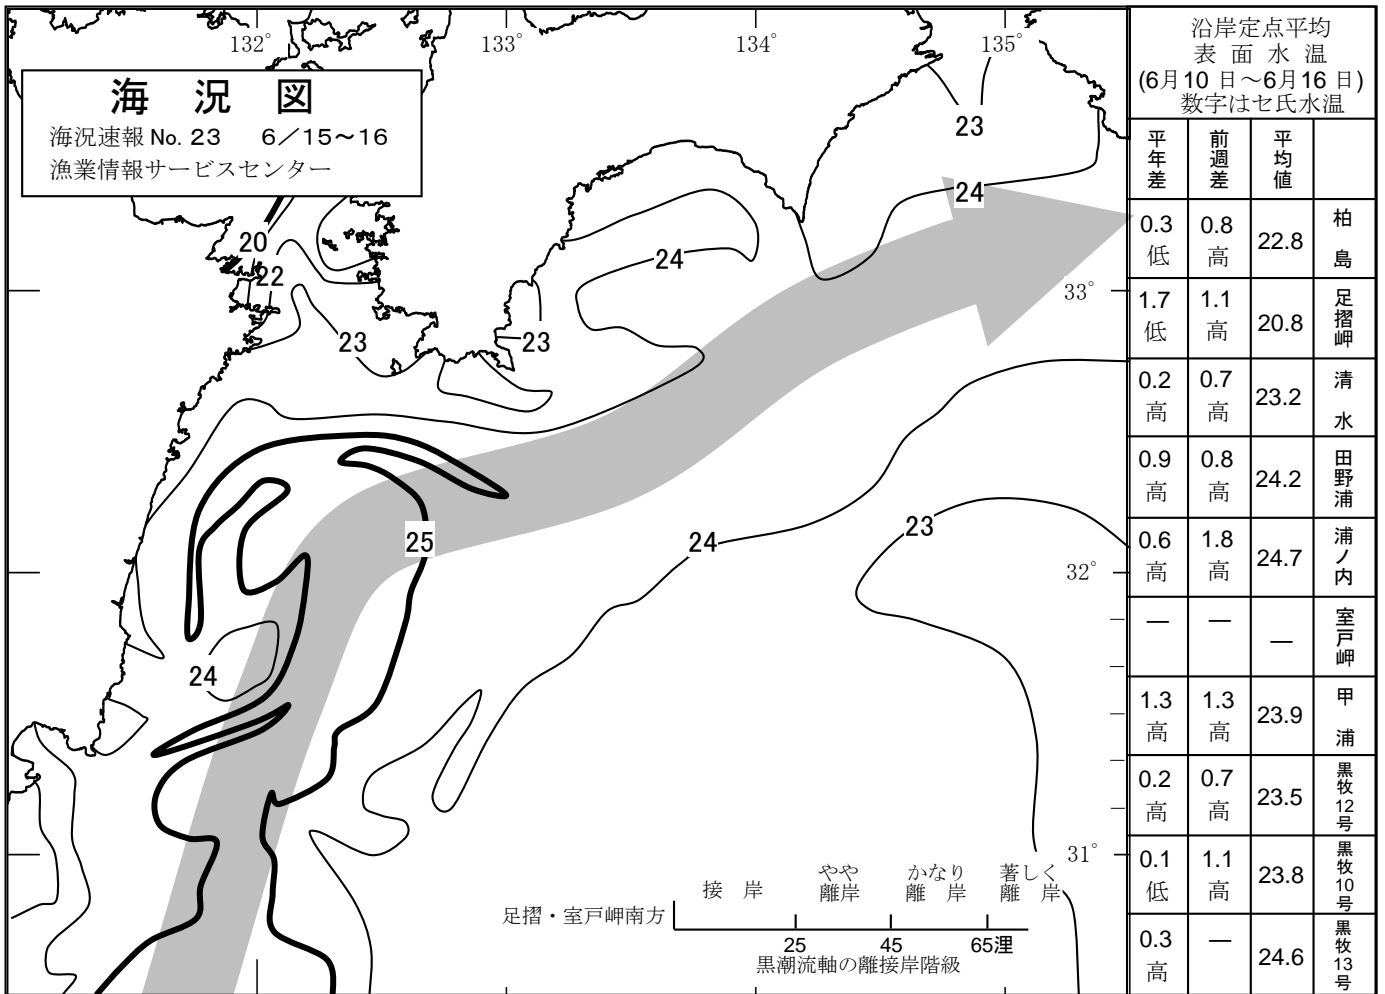 132°
133°
134°
135°
海 況 図
海況速報 No. 23 6／15～16
漁業情報サービスセンター
23
24
20
22
24
33°
23
23
25
24
23
32°
24
31°
接 岸
やや
離岸
かなり
離 岸
著しく
離 岸
足摺・室戸岬南方
25
45
65浬
黒潮流軸の離接岸階級
沿岸定点平均
表 面 水 温
(6月10 日～6月16 日)
数字はセ氏水温
平年差 前週差 平均値
0.3低 0.8高 22.8 柏島
1.7低 1.1高 20.8 足摺岬
0.2高 0.7高 23.2 清水
0.9高 0.8高 24.2 田野浦
0.6高 1.8高 24.7 浦ノ内
― ― ― 室戸岬
1.3高 1.3高 23.9 甲浦
0.2高 0.7高 23.5 黒牧12号
0.1低 1.1高 23.8 黒牧10号
0.3高 ― 24.6 黒牧13号